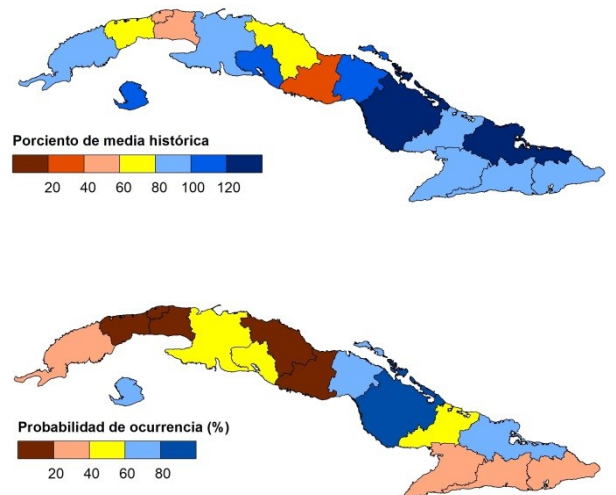 Porciento de media histórica
20 40 60 80 100 120
Probabilidad de ocurrencia (%)
20 40 60 80